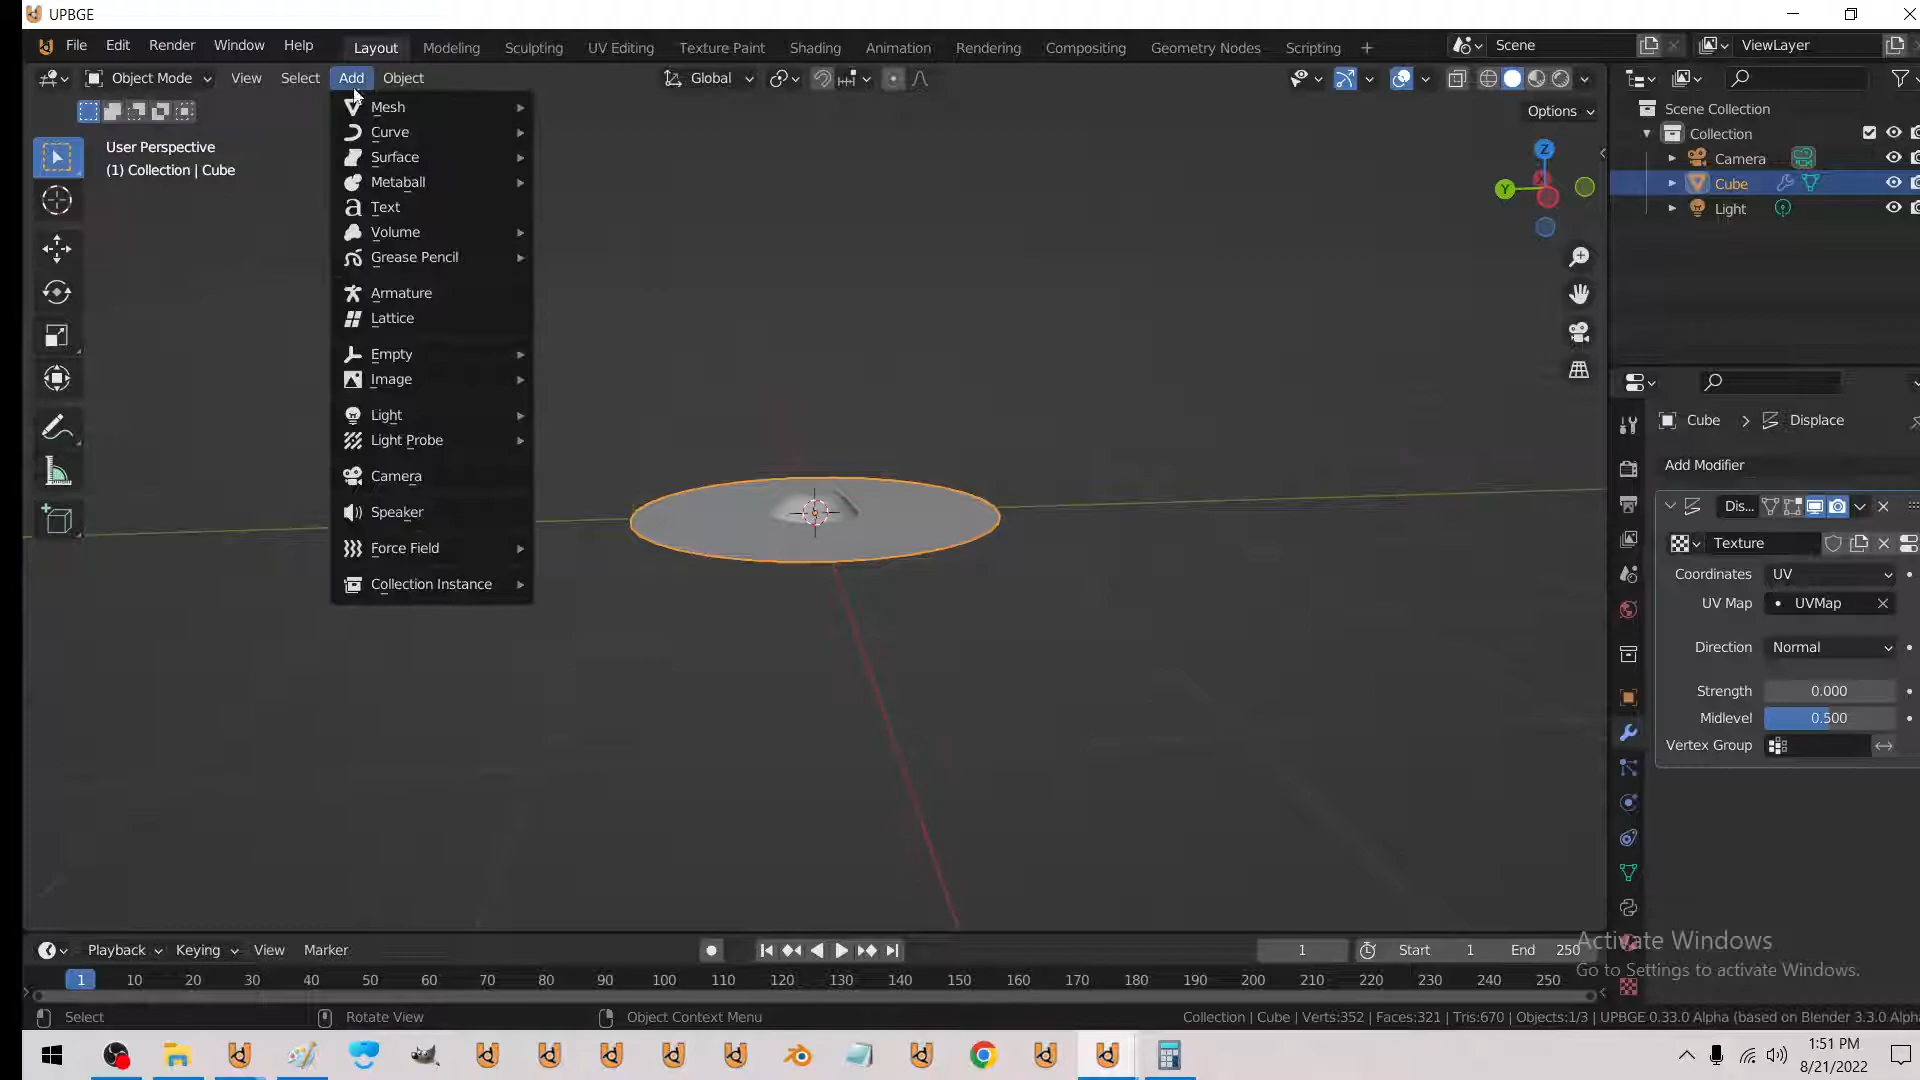 UPBGE
File Edit Render Window Help Layout Modeling Sculpting UV Editing Texture Paint Shading Animation Rendering Compositing Geometry Nodes Scripting + Scene ViewLayer
Object Mode View Select Add Object Global
Options
User Perspective
(1) Collection | Cube
Mesh
Curve
Surface
Metaball
Text
Volume
Grease Pencil
Armature
Lattice
Empty
Image
Light
Light Probe
Camera
Speaker
Force Field
Collection Instance
Z
Y
Scene Collection
Collection
Camera
Cube
Light
Cube > Displace
Add Modifier
Dis...
Texture
Coordinates UV
UV Map UVMap
Direction Normal
Strength 0.000
Midlevel 0.500
Vertex Group
Activate Windows
Go to Settings to activate Windows.
Playback Keying View Marker 1 Start 1 End 250
1 10 20 30 40 50 60 70 80 90 100 110 120 130 140 150 160 170 180 190 200 210 220 230 240 250
Select Rotate View Object Context Menu Collection | Cube | Verts:352 | Faces:321 | Tris:670 | Objects:1/3 | UPBGE 0.33.0 Alpha (based on Blender 3.3.0 Alpha
1:51 PM
8/21/2022